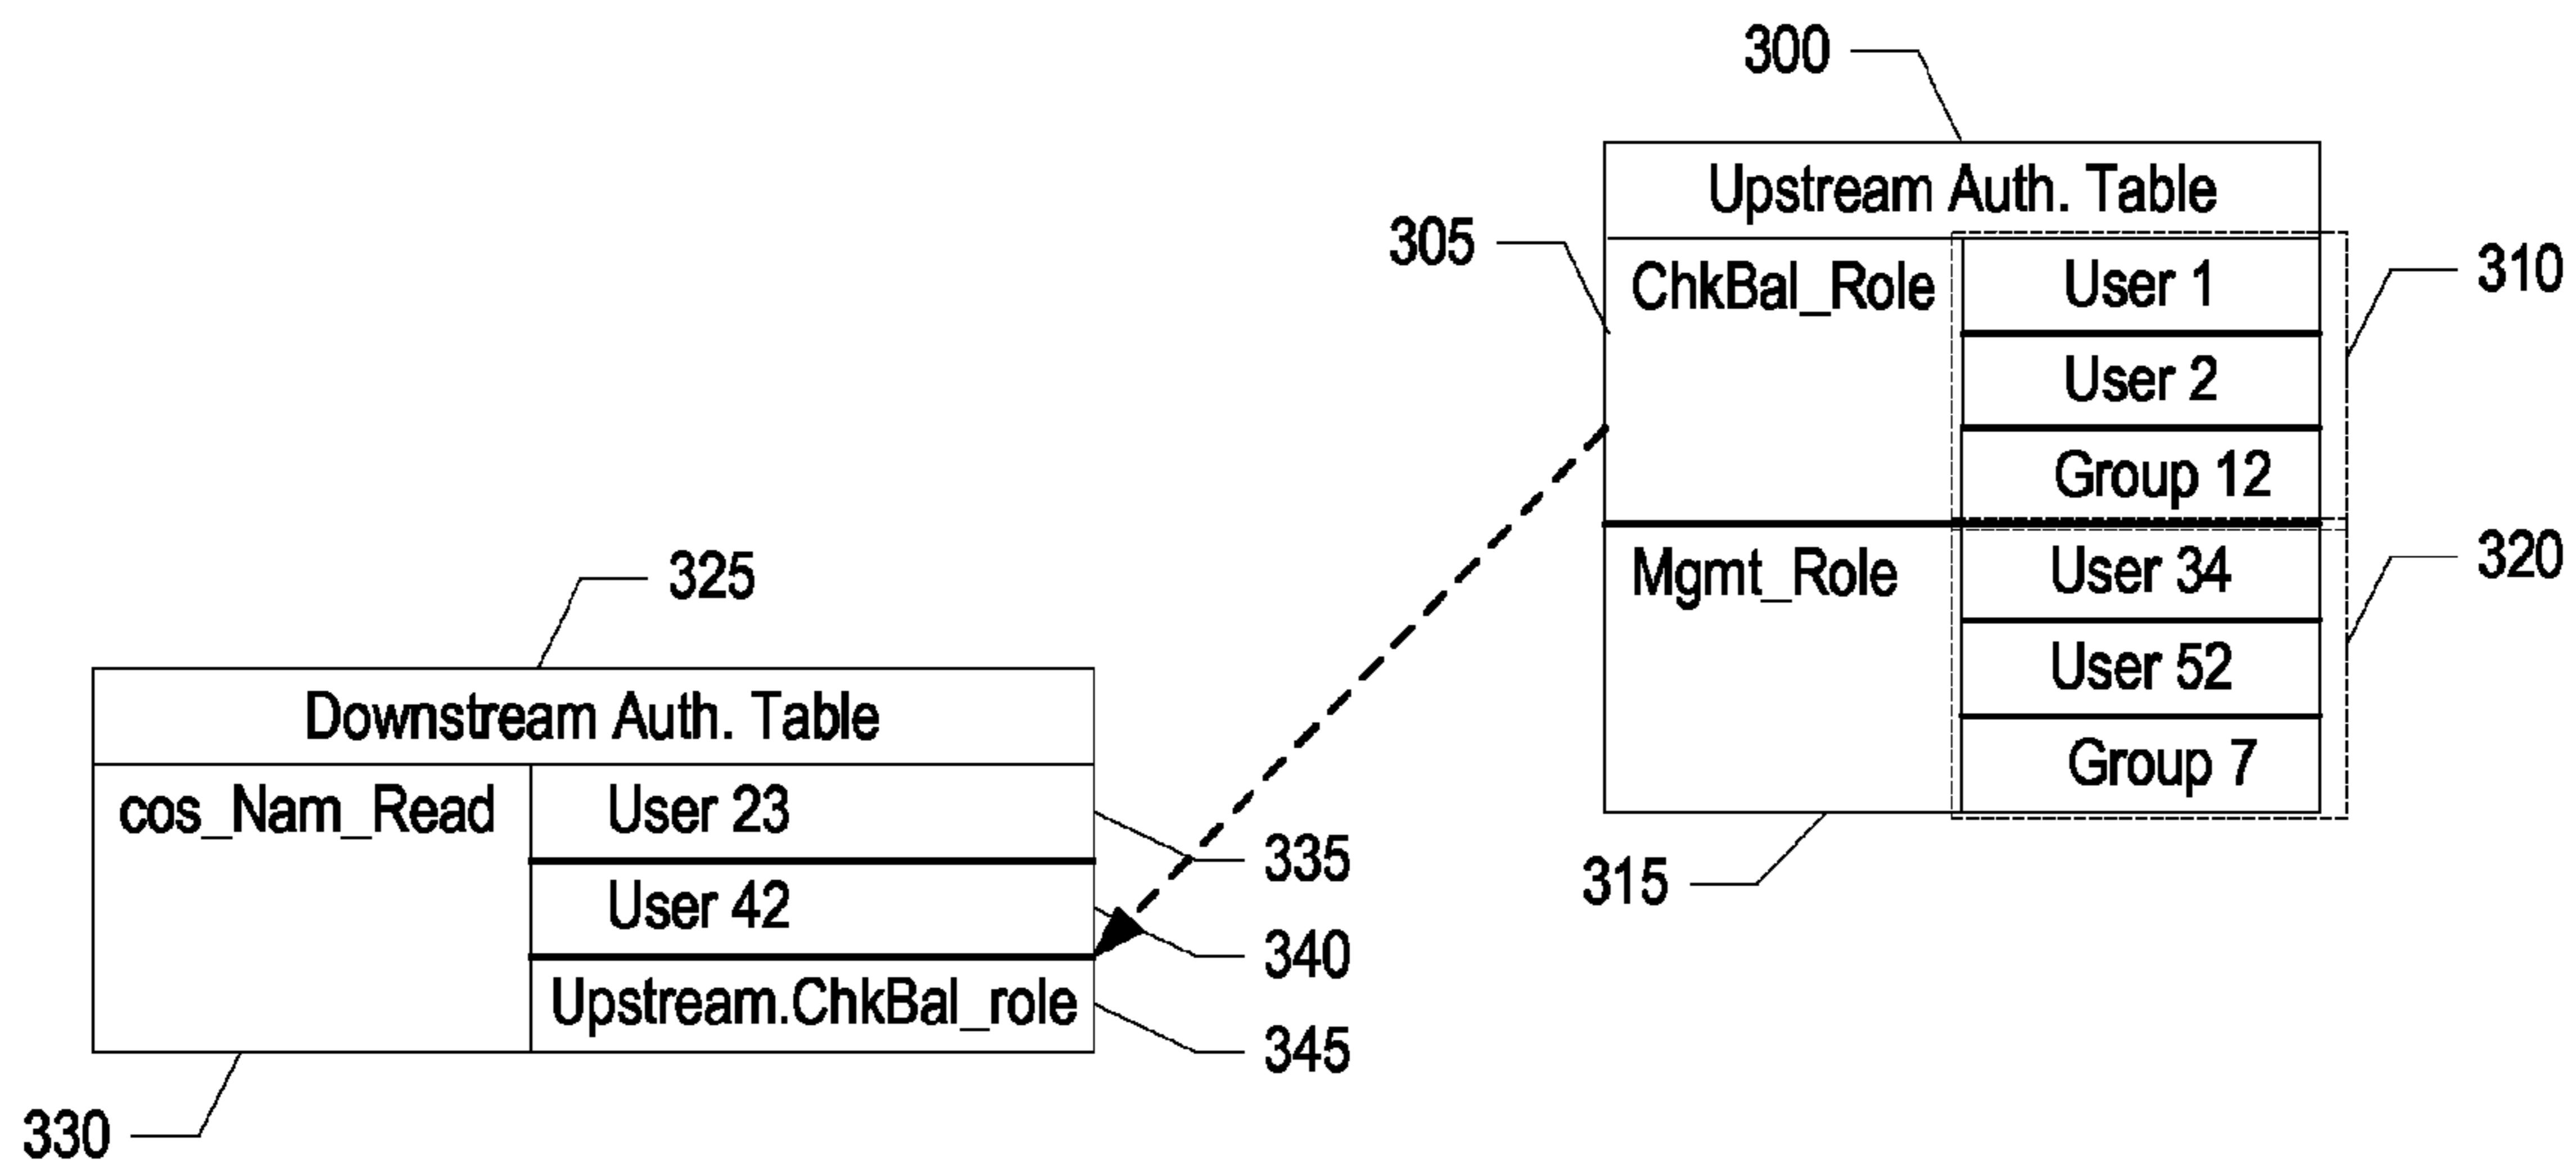 300
Upstream Auth. Table
305
ChkBal_Role
User 1
310
User 2
Group 12
Mgmt_Role
User 34
320
User 52
Group 7
315
325
Downstream Auth. Table
cos_Nam_Read
User 23
335
User 42
340
Upstream.ChkBal_role
345
330